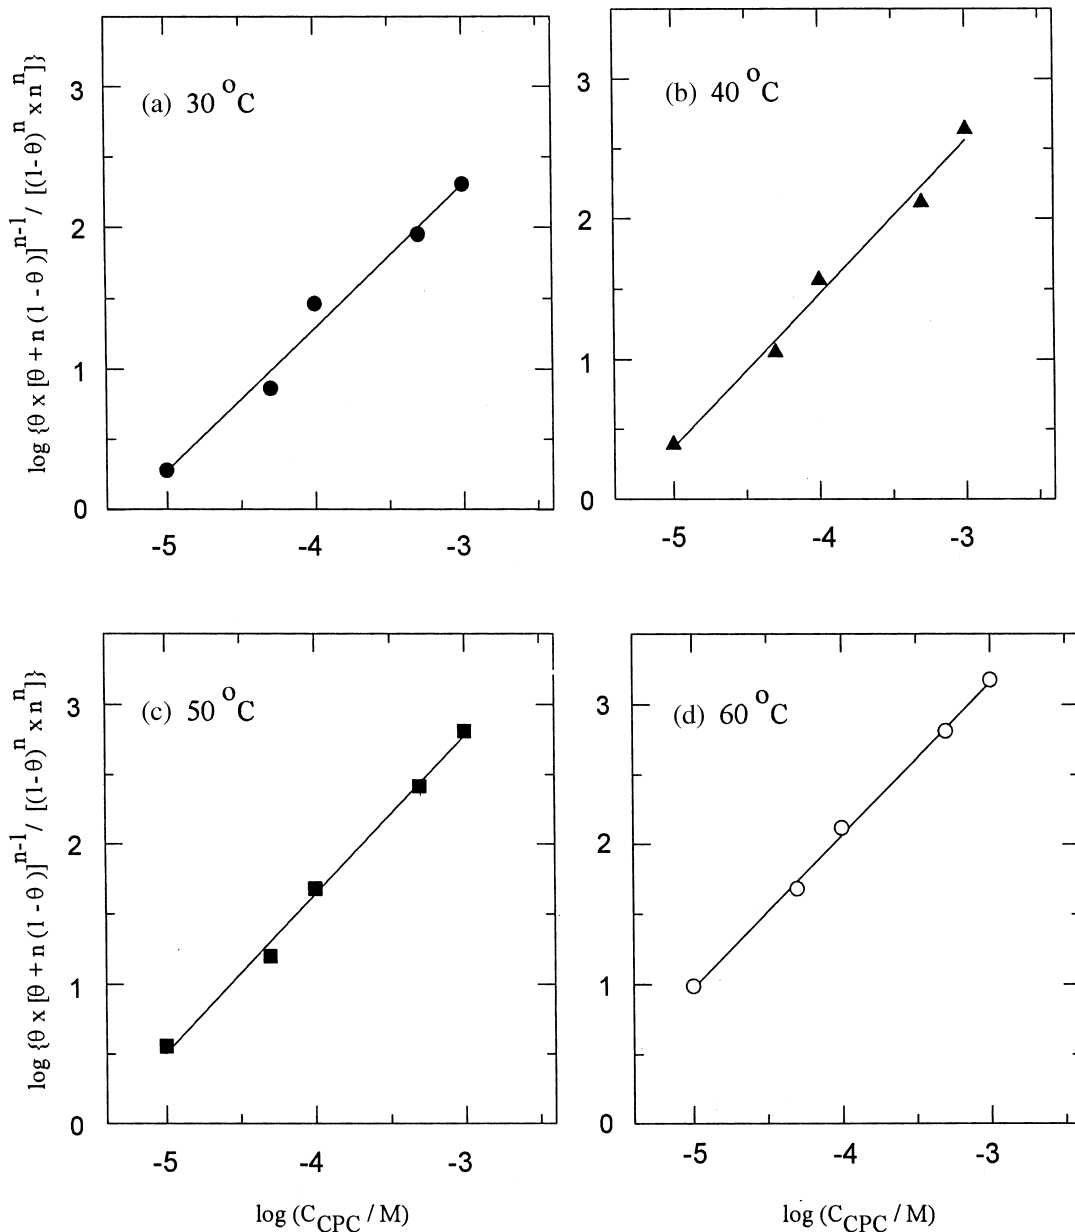 log {θ x [θ + n (1 - θ )]^n-1 / [(1- θ)^n x n^n]}
3
2
1
0
(a) 30 °C
-5 -4 -3
3
2
1
0
(b) 40 °C
-5 -4 -3
log {θ x [θ + n (1 - θ )]^n-1 / [(1- θ)^n x n^n]}
3
2
1
0
(c) 50 °C
-5 -4 -3
log (C_CPC / M)
3
2
1
0
(d) 60 °C
-5 -4 -3
log (C_CPC / M)